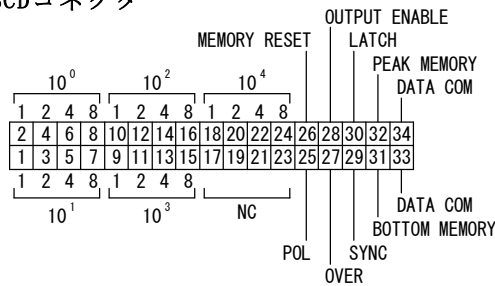 BCDコネクタ
OUTPUT ENABLE
MEMORY RESET LATCH
PEAK MEMORY
10⁰ 10² 10⁴ DATA COM
1 2 4 8 1 2 4 8 1 2 4 8
2 4 6 8 10 12 14 16 18 20 22 24 26 28 30 32 34
1 3 5 7 9 11 13 15 17 19 21 23 25 27 29 31 33
1 2 4 8 1 2 4 8
10¹ 10³ NC DATA COM
BOTTOM MEMORY
POL SYNC
OVER